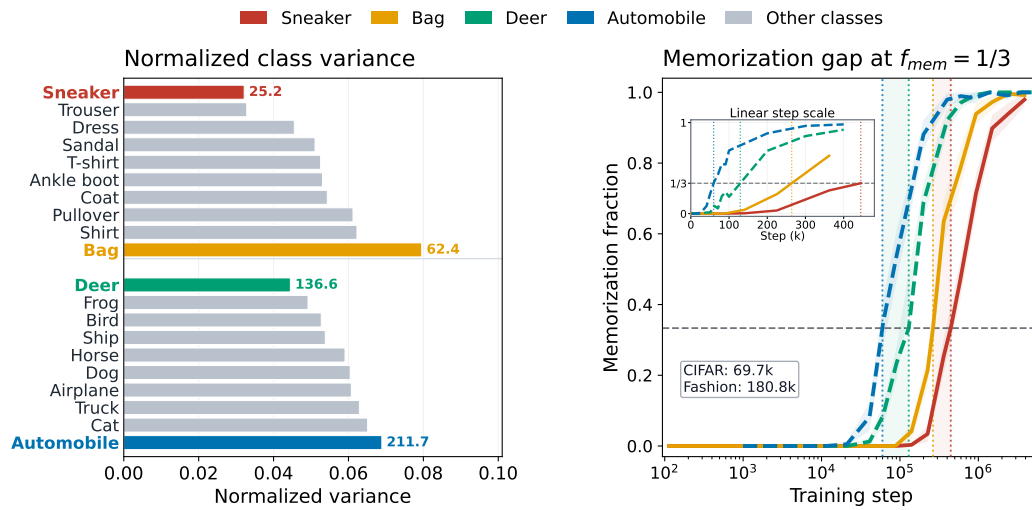 Sneaker Bag Deer Automobile Other classes
Normalized class variance
Sneaker 25.2
Trouser
Dress
Sandal
T-shirt
Ankle boot
Coat
Pullover
Shirt
Bag 62.4
Deer 136.6
Frog
Bird
Ship
Horse
Dog
Airplane
Truck
Cat
Automobile 211.7
0.00 0.02 0.04 0.06 0.08 0.10
Normalized variance
Memorization gap at f_mem = 1/3
Memorization fraction
1.0
0.8
0.6
0.4
0.2
0.0
Linear step scale
1
1/3
0
0 100 200 300 400
Step (k)
CIFAR: 69.7k
Fashion: 180.8k
10² 10³ 10⁴ 10⁵ 10⁶
Training step